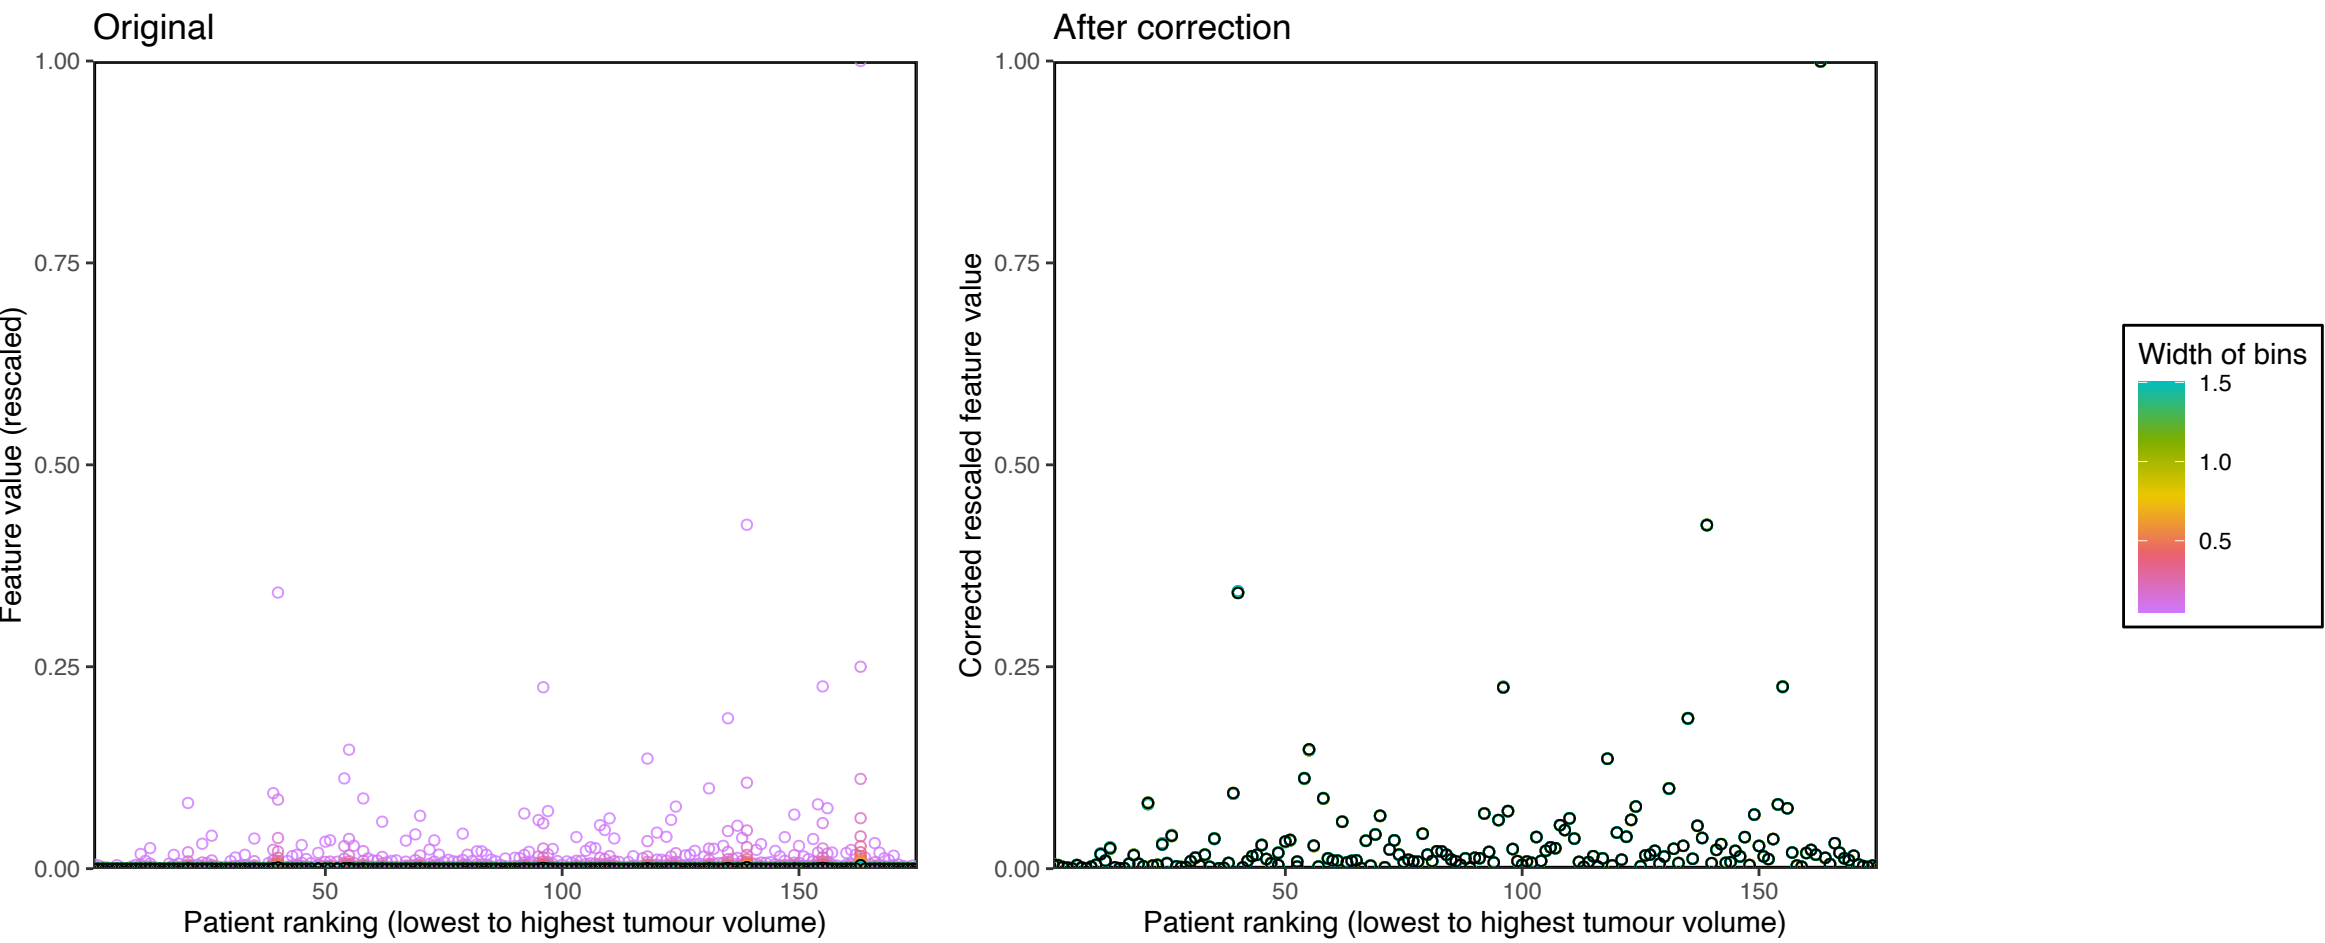 Original
After correction
Feature value (rescaled)
1.00
0.75
0.50
0.25
0.00
50
100
150
Patient ranking (lowest to highest tumour volume)
Corrected rescaled feature value
1.00
0.75
0.50
0.25
0.00
50
100
150
Patient ranking (lowest to highest tumour volume)
Width of bins
1.5
1.0
0.5